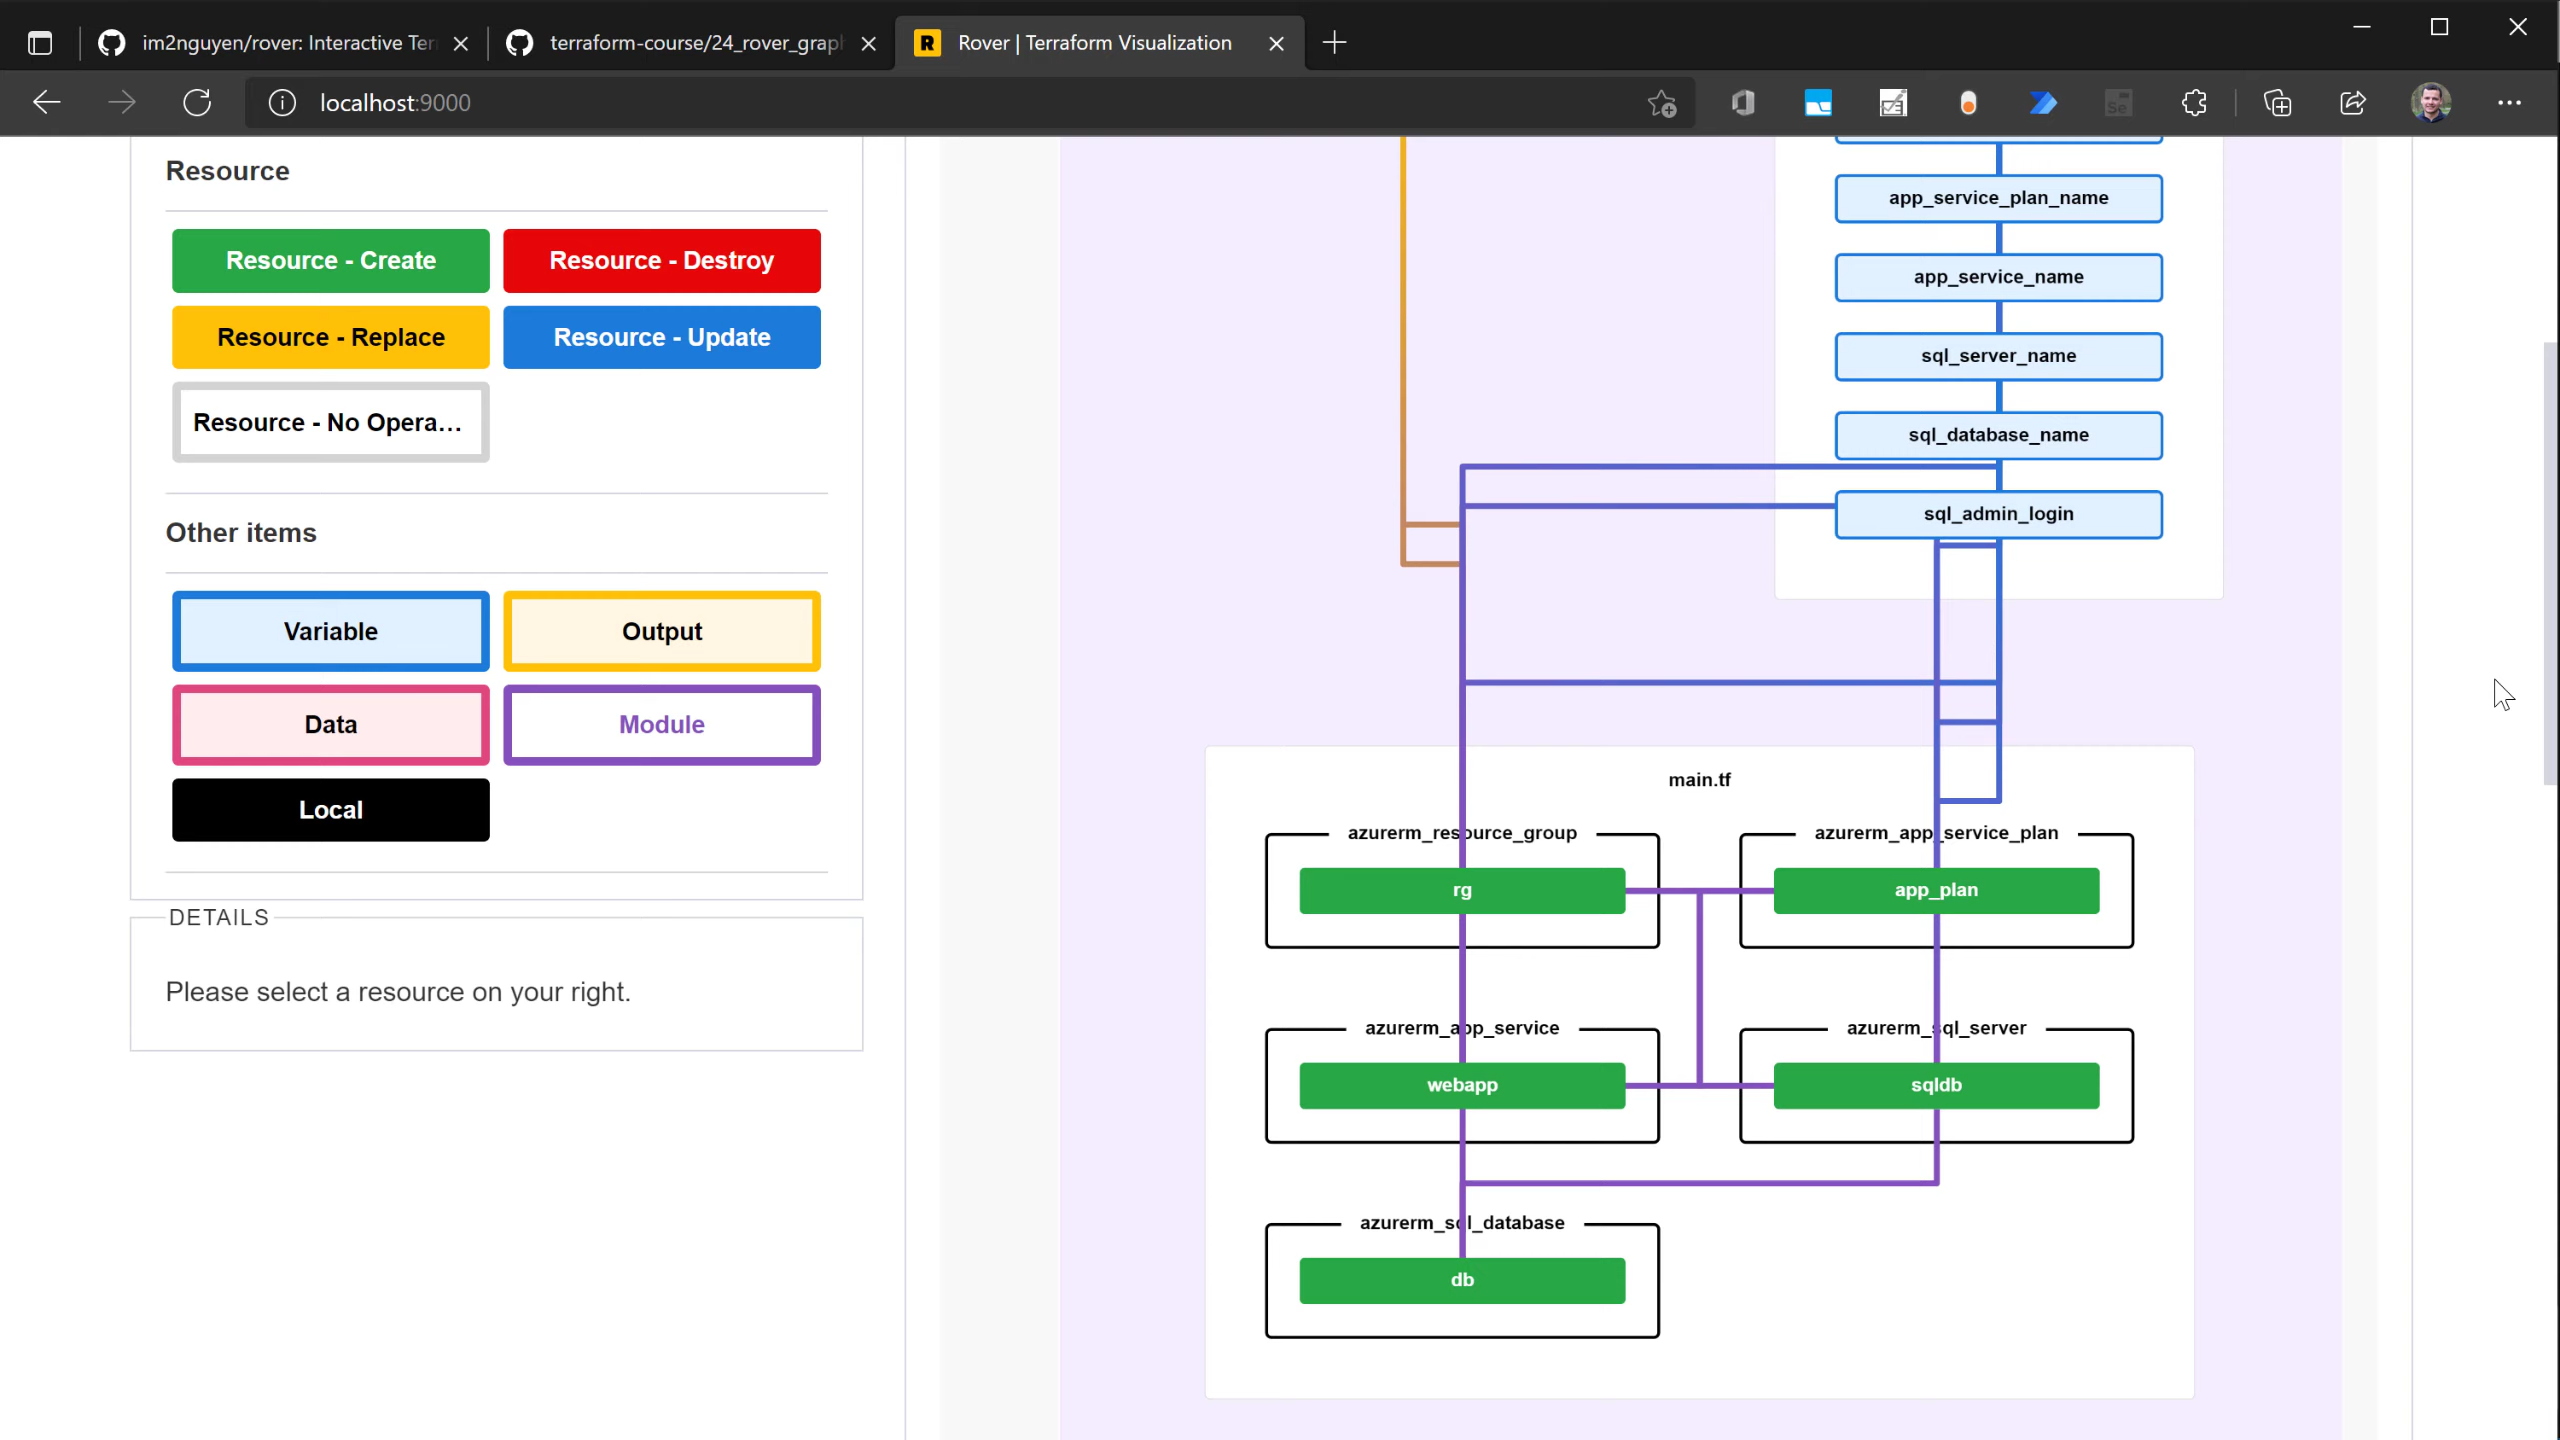 im2nguyen/rover: Interactive Ter
terraform-course/24_rover_grap
Rover | Terraform Visualization
localhost:9000
Resource
Resource - Create
Resource - Destroy
Resource - Replace
Resource - Update
Resource - No Opera...
Other items
Variable
Output
Data
Module
Local
DETAILS
Please select a resource on your right.
app_service_plan_name
app_service_name
sql_server_name
sql_database_name
sql_admin_login
main.tf
azurerm_resource_group
azurerm_app_service_plan
rg
app_plan
azurerm_app_service
azurerm_sql_server
webapp
sqldb
azurerm_sql_database
db